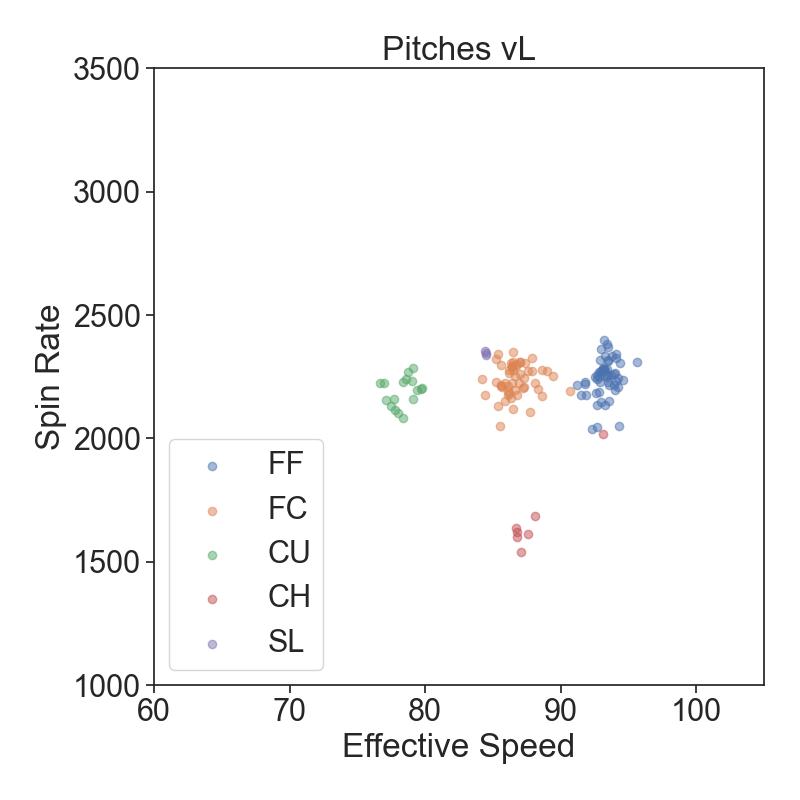 Pitches vL
3500
3000
2500
2000
1500
1000
Spin Rate
FF
FC
CU
CH
SL
60 70 80 90 100
Effective Speed